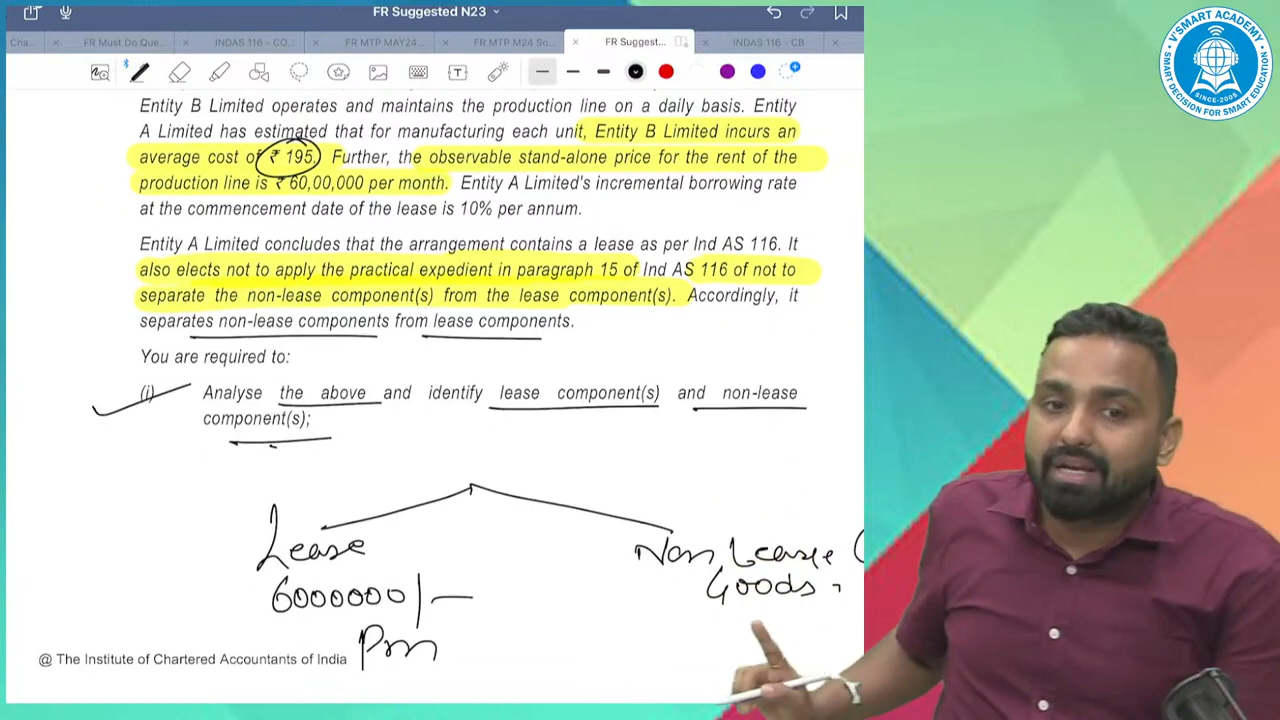 FR Suggested N23
Cha...
FR Must Do Que...
INDAS 116 - CO...
FR MTP MAY24...
FR MTP M24 So...
FR Suggest...
INDAS 116 - CB
V'SMART ACADEMY
SINCE-2005
SMART DECISION FOR SMART EDUCATION
Entity B Limited operates and maintains the production line on a daily basis. Entity
A Limited has estimated that for manufacturing each unit, Entity B Limited incurs an
average cost of ₹ 195. Further, the observable stand-alone price for the rent of the
production line is ₹ 60,00,000 per month. Entity A Limited's incremental borrowing rate
at the commencement date of the lease is 10% per annum.
Entity A Limited concludes that the arrangement contains a lease as per Ind AS 116. It
also elects not to apply the practical expedient in paragraph 15 of Ind AS 116 of not to
separate the non-lease component(s) from the lease component(s). Accordingly, it
separates non-lease components from lease components.
You are required to:
(i) Analyse the above and identify lease component(s) and non-lease
component(s);
Lease Non Lease (
6000000/- Goods
Pm
@ The Institute of Chartered Accountants of India